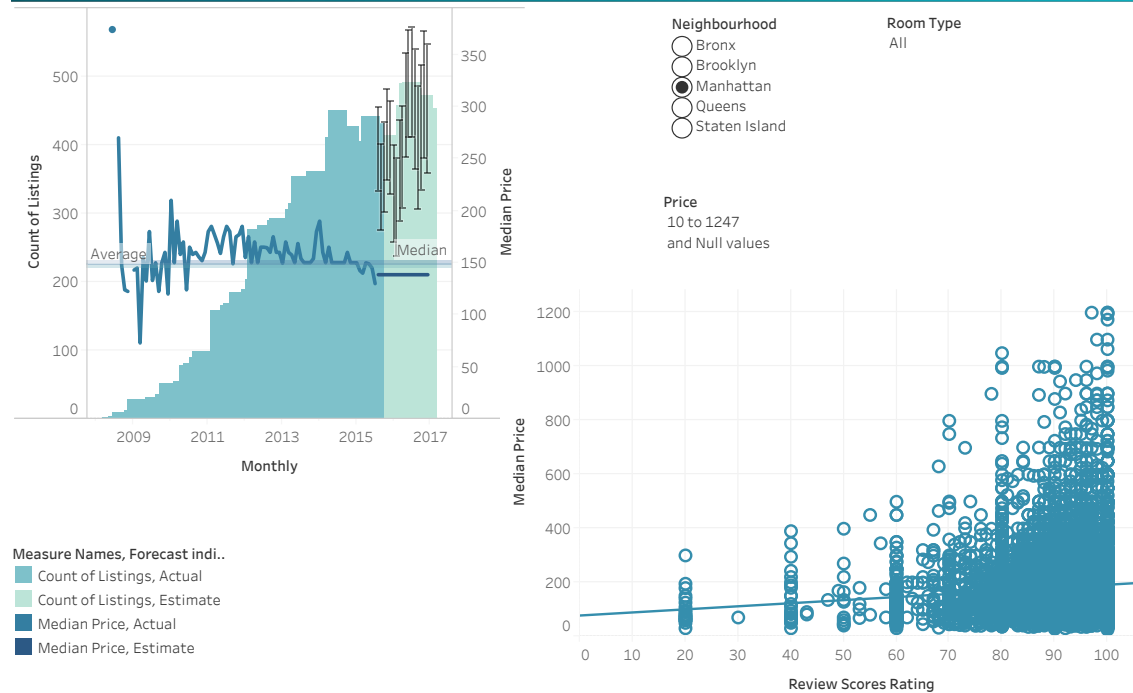 Neighbourhood
Bronx
Brooklyn
Manhattan
Queens
Staten Island
Room Type
All
Price
10 to 1247
and Null values
Count of Listings
500
400
300
200
100
0
Average
Median
350
300
250
200
150
100
50
0
Median Price
2009 2011 2013 2015 2017
Monthly
Measure Names, Forecast indi..
Count of Listings, Actual
Count of Listings, Estimate
Median Price, Actual
Median Price, Estimate
Median Price
1200
1000
800
600
400
200
0
0 10 20 30 40 50 60 70 80 90 100
Review Scores Rating